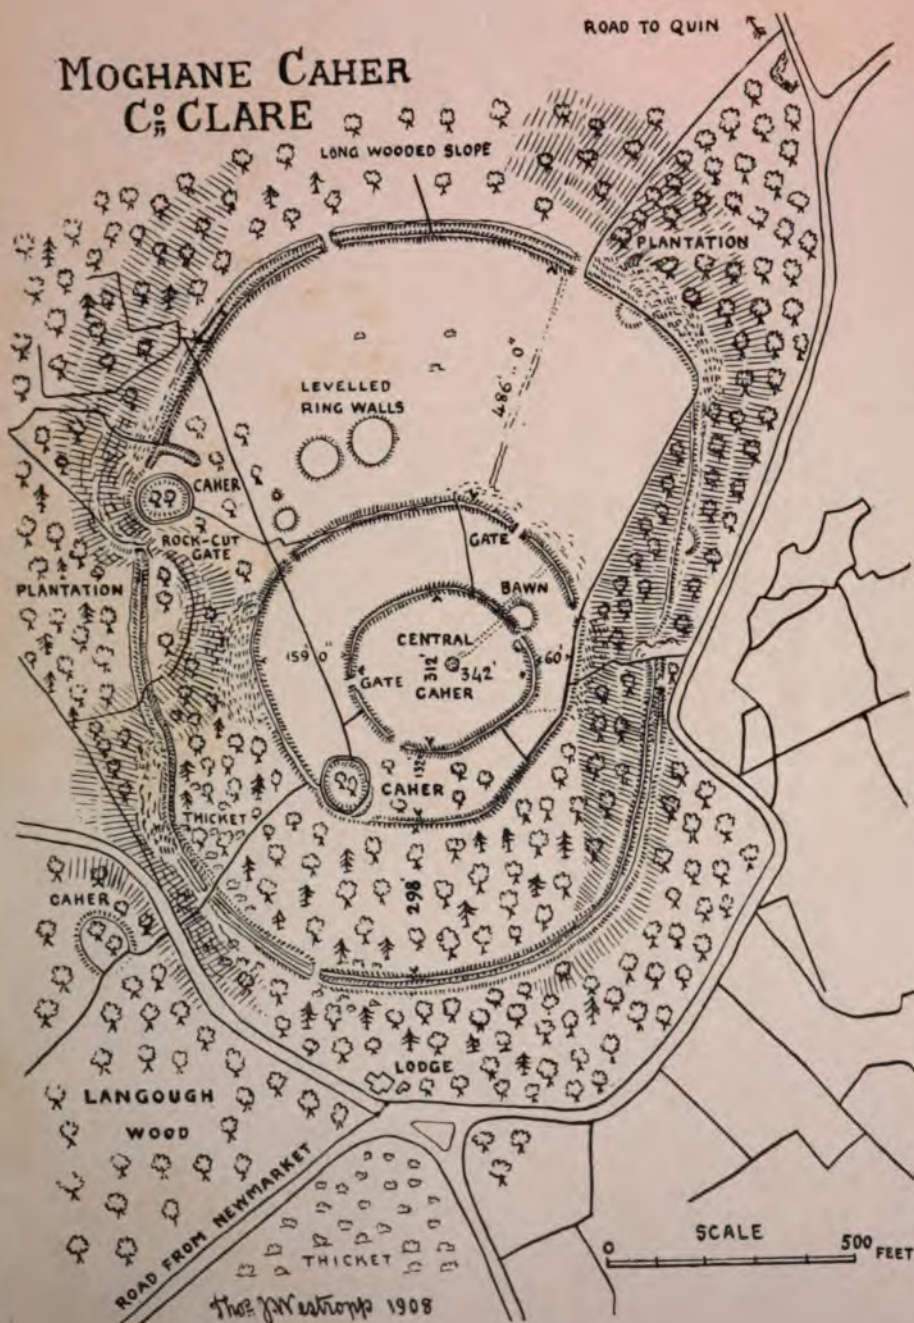 ROAD TO QUIN
MOGHANE CAHER
Co. CLARE
LONG WOODED SLOPE
PLANTATION
486'..0"
LEVELLED
RING WALLS
CAHER
ROCK-CUT
GATE
GATE
PLANTATION
BAWN
CENTRAL
159' 0"
312'
342'
60'
GATE
CAHER
132
CAHER
THICKET
298'
CAHER
LODGE
LANGOUGH
WOOD
ROAD FROM NEWMARKET
SCALE
0 500 FEET
THICKET
Thos. J Westropp 1908